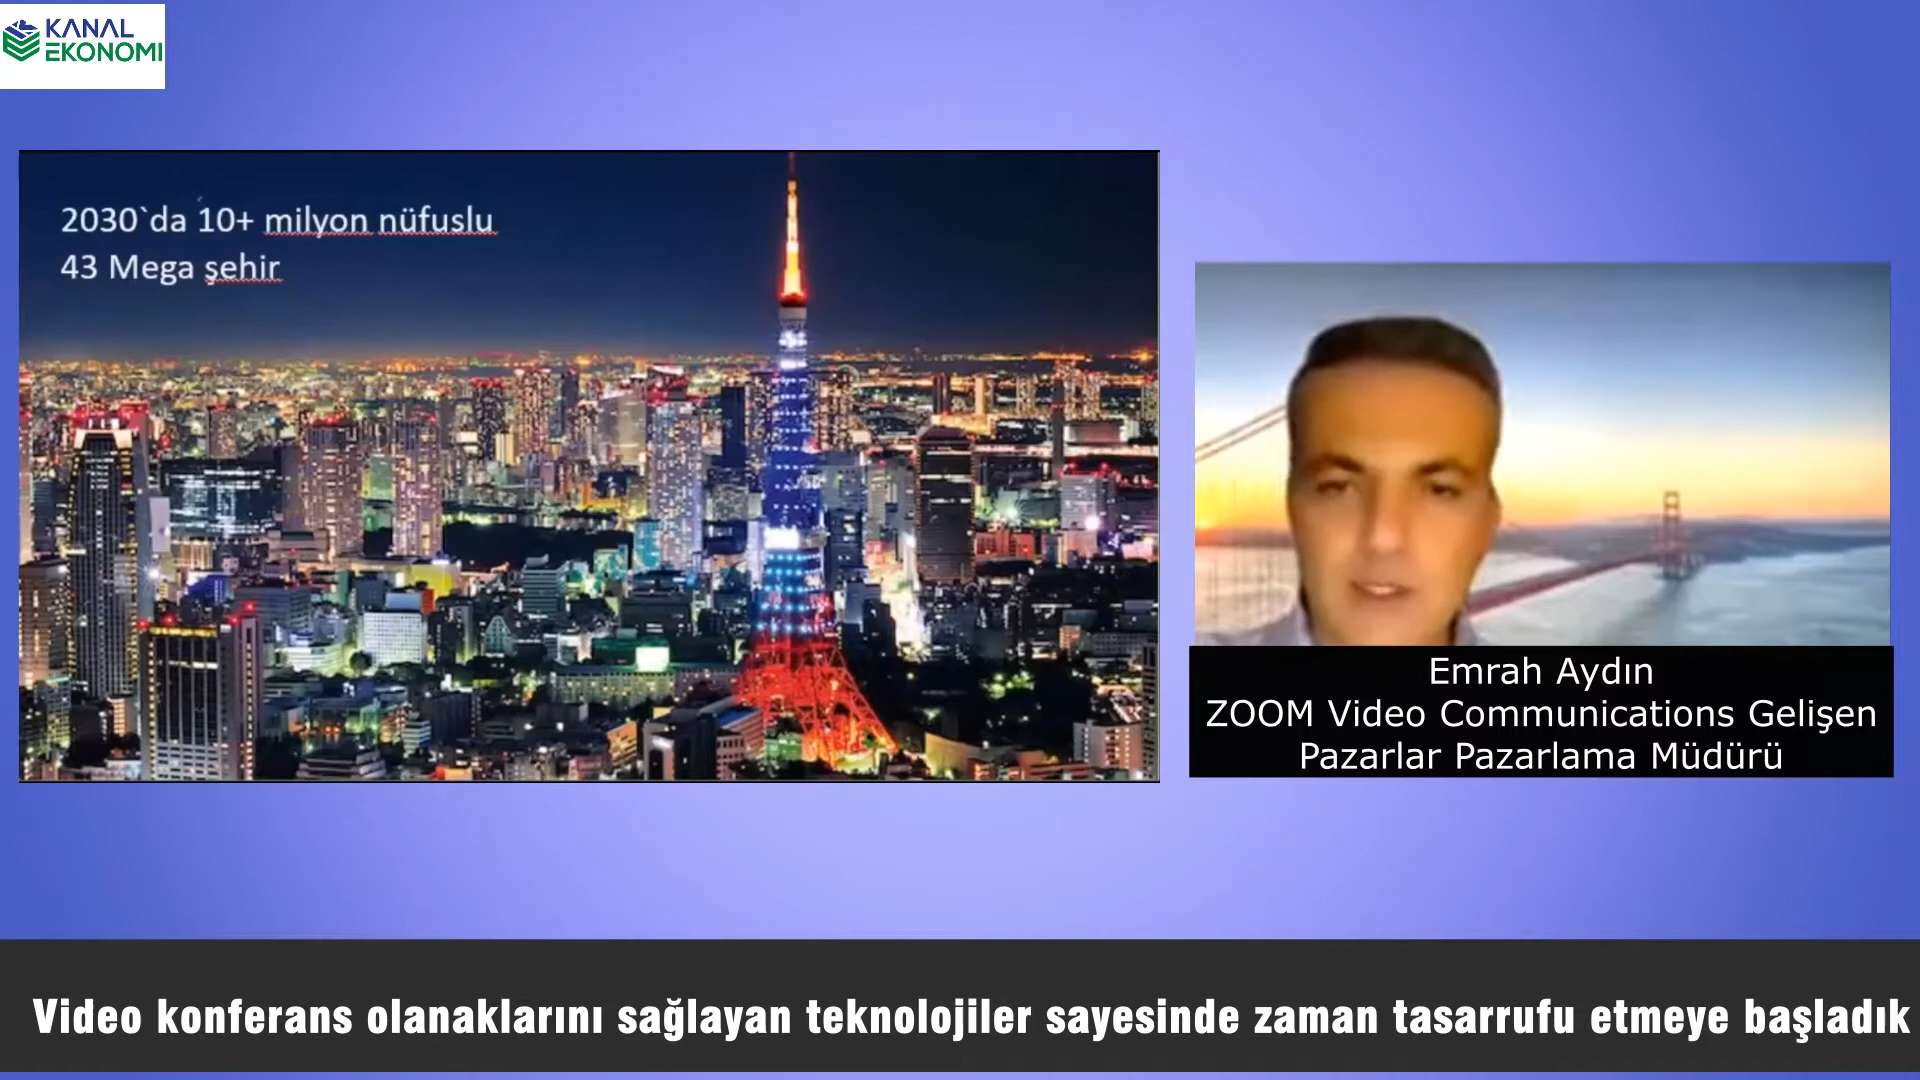 KANAL
EKONOMI
2030`da 10+ milyon nüfuslu
43 Mega şehir
Emrah Aydın
ZOOM Video Communications Gelişen
Pazarlar Pazarlama Müdürü
Video konferans olanaklarını sağlayan teknolojiler sayesinde zaman tasarrufu etmeye başladık